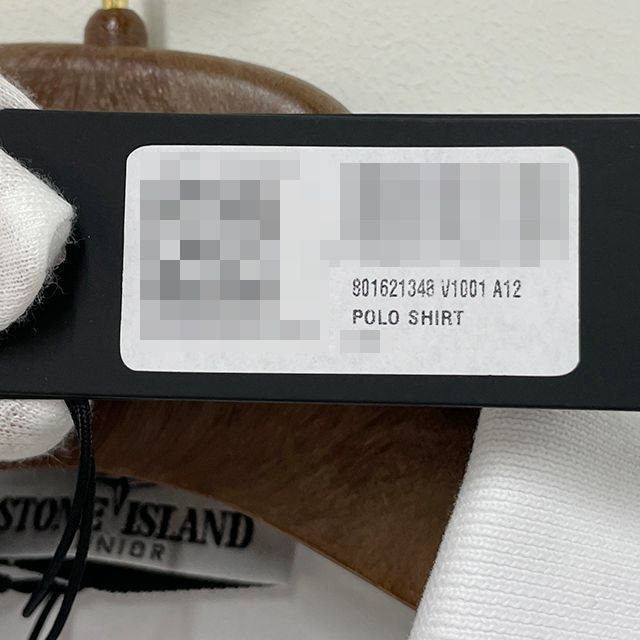 801621348 V1001 A12
POLO SHIRT
STONE ISLAND